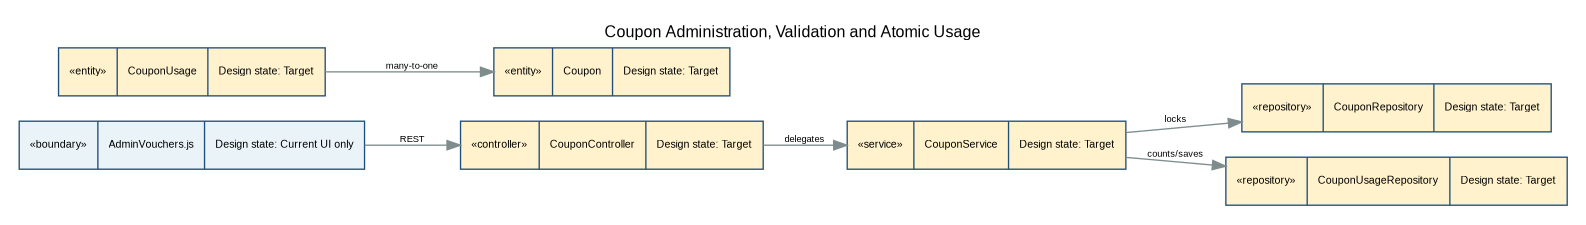 Coupon Administration, Validation and Atomic Usage
«entity» CouponUsage Design state: Target
many-to-one
«entity» Coupon Design state: Target
«boundary» AdminVouchers.js Design state: Current UI only
REST
«controller» CouponController Design state: Target
delegates
«service» CouponService Design state: Target
locks
«repository» CouponRepository Design state: Target
counts/saves
«repository» CouponUsageRepository Design state: Target